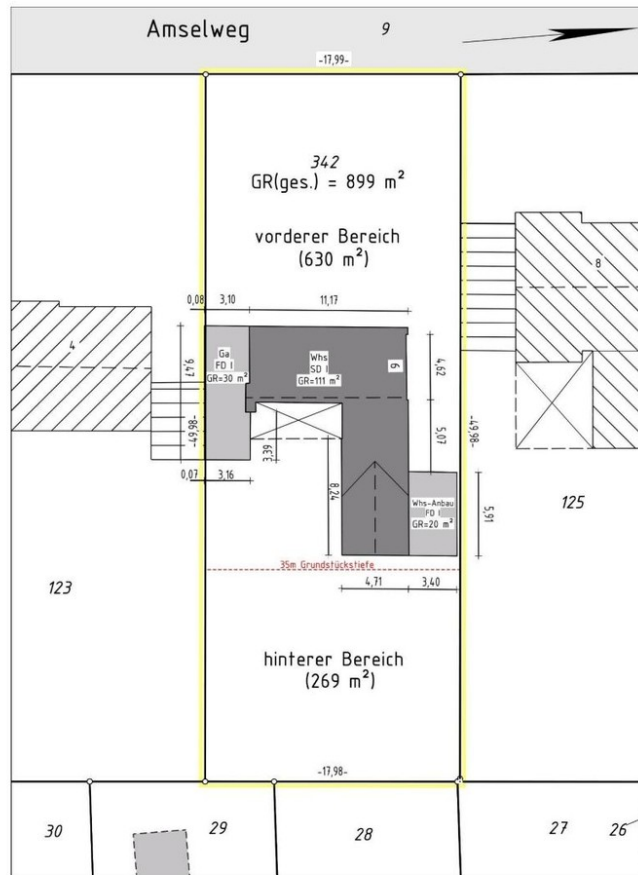 Amselweg
9
-17,99-
342
GR(ges.) = 899 m²
vorderer Bereich
(630 m²)
8
0,08
3,10
11,17
4
9,47
Ga
FD I
GR=30 m²
Whs
SD I
GR=111 m²
6
4,62
-49,98-
-49,98-
5,07
3,39
8,24
0,07
3,16
Whs-Anbau
FD I
GR=20 m²
5,91
125
35m Grundstückstiefe
123
4,71
3,40
hinterer Bereich
(269 m²)
-17,98-
30
29
28
27
26